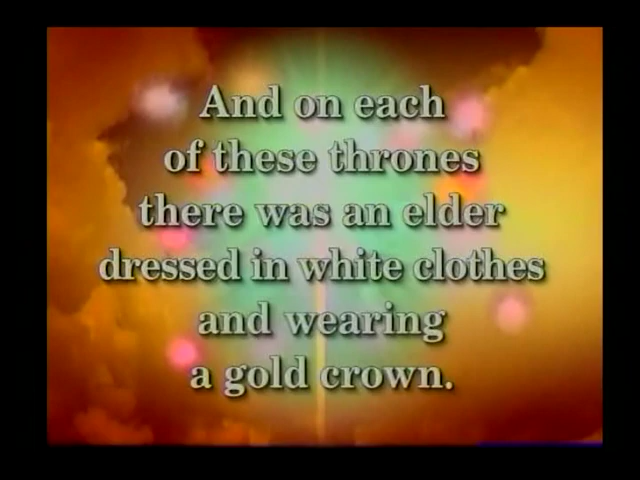 And on each
of these thrones
there was an elder
dressed in white clothes
and wearing
a gold crown.